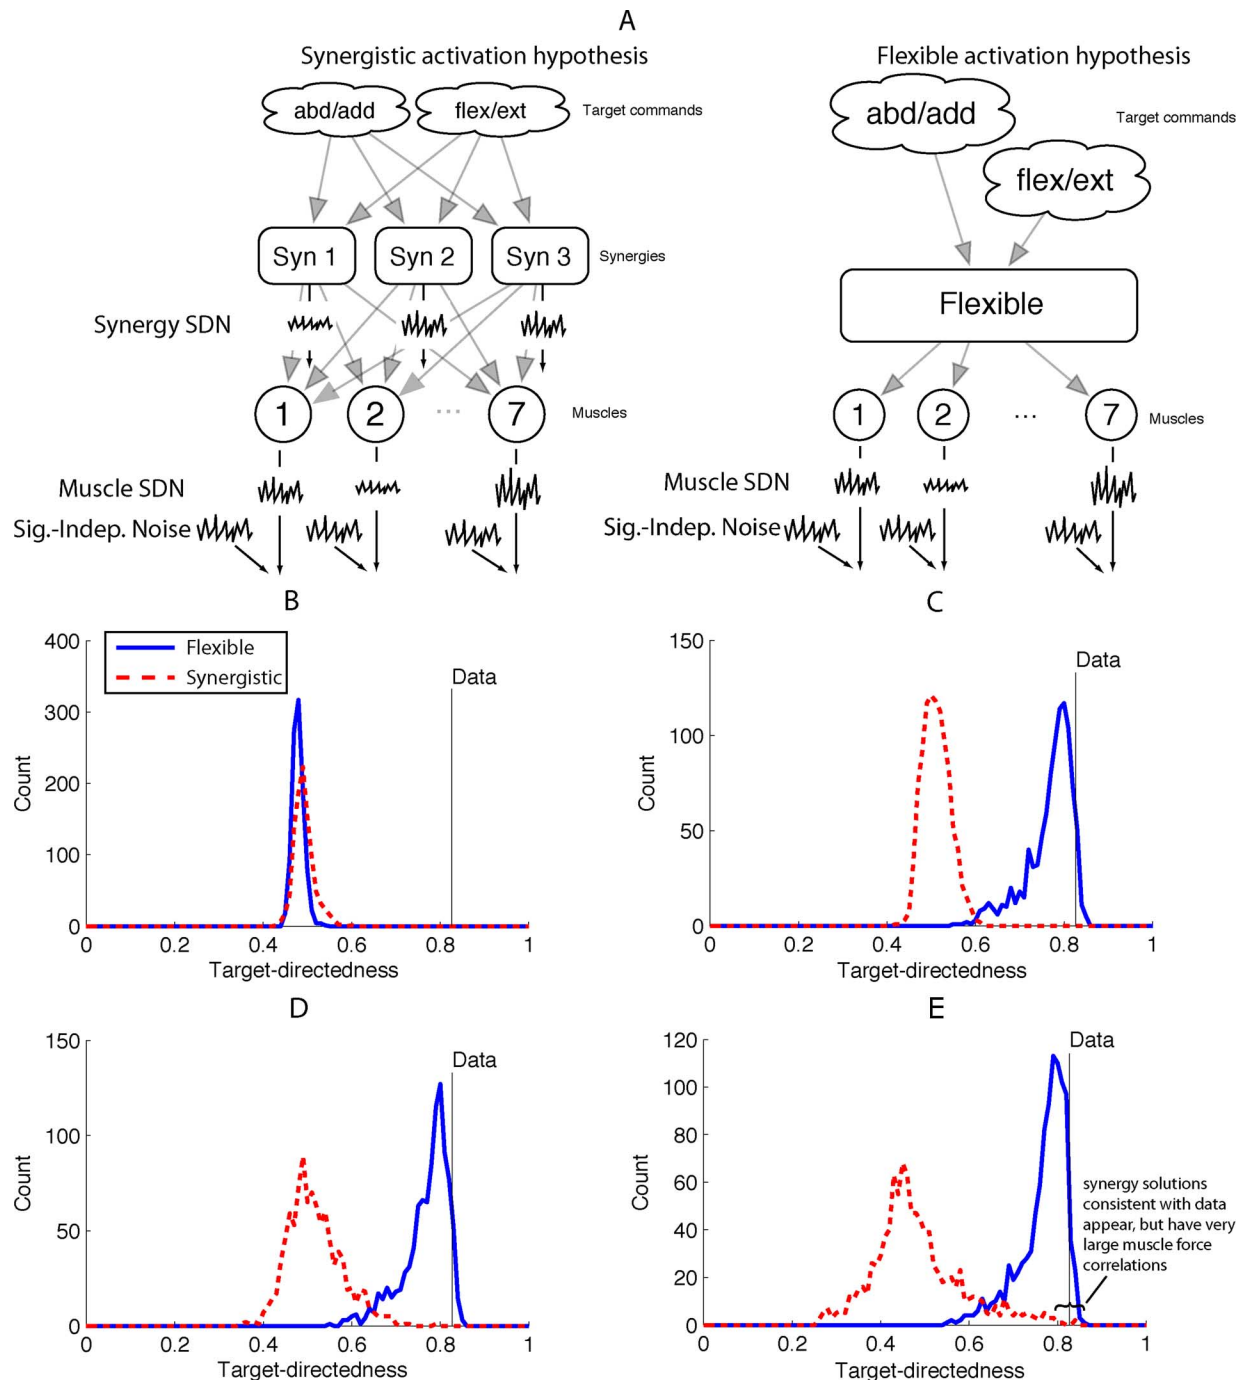 A
Synergistic activation hypothesis
Flexible activation hypothesis
abd/add
flex/ext
Target commands
abd/add
Target commands
flex/ext
Syn 1
Syn 2
Syn 3
Synergies
Flexible
Synergy SDN
1
2
...
7
Muscles
1
2
...
7
Muscles
Muscle SDN
Muscle SDN
Sig.-Indep. Noise
Sig.-Indep. Noise
B
400
300
200
100
0
Count
Flexible
Synergistic
Data
0
0.2
0.4
0.6
0.8
1
Target-directedness
C
150
100
50
0
Count
Data
0
0.2
0.4
0.6
0.8
1
Target-directedness
D
150
100
50
0
Count
Data
0
0.2
0.4
0.6
0.8
1
Target-directedness
E
120
100
80
60
40
20
0
Count
Data
synergy solutions
consistent with data
appear, but have very
large muscle force
correlations
0
0.2
0.4
0.6
0.8
1
Target-directedness